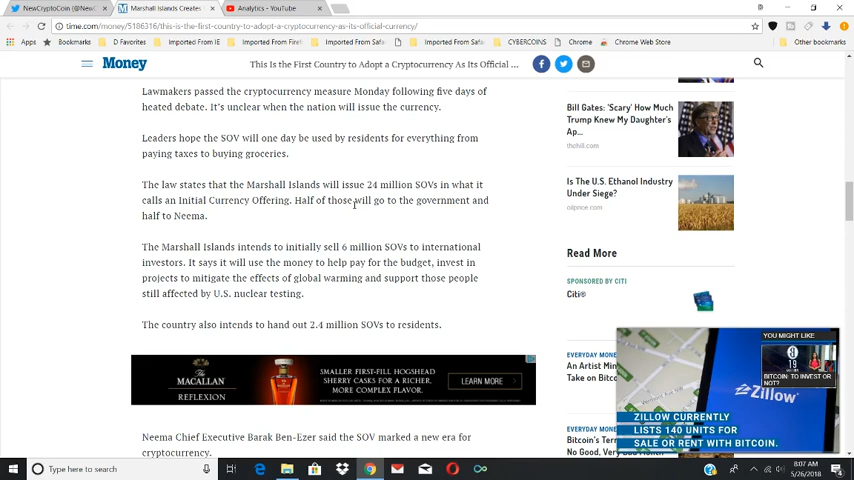 NewCryptoCoin (@New
Marshall Islands Creates
Analytics - YouTube
time.com/money/5186316/this-is-the-first-country-to-adopt-a-cryptocurrency-as-its-official-currency/
Apps
Bookmarks
D Favorites
Imported From IE
Imported From Firef
Imported From Safa
Imported From Safa
CYBERCOINS
Chrome
Chrome Web Store
Other bookmarks
Money
This Is the First Country to Adopt a Cryptocurrency As Its Official ...
Lawmakers passed the cryptocurrency measure Monday following five days of
heated debate. It's unclear when the nation will issue the currency.
Leaders hope the SOV will one day be used by residents for everything from
paying taxes to buying groceries.
The law states that the Marshall Islands will issue 24 million SOVs in what it
calls an Initial Currency Offering. Half of those will go to the government and
half to Neema.
The Marshall Islands intends to initially sell 6 million SOVs to international
investors. It says it will use the money to help pay for the budget, invest in
projects to mitigate the effects of global warming and support those people
still affected by U.S. nuclear testing.
The country also intends to hand out 2.4 million SOVs to residents.
The
MACALLAN
REFLEXION
SMALLER FIRST-FILL HOGSHEAD
SHERRY CASKS FOR A RICHER,
MORE COMPLEX FLAVOR.
LEARN MORE
Neema Chief Executive Barak Ben-Ezer said the SOV marked a new era for
cryptocurrency.
Bill Gates: 'Scary' How Much
Trump Knew My Daughter's
Ap...
thehill.com
Is The U.S. Ethanol Industry
Under Siege?
oilprice.com
Read More
SPONSORED BY CITI
Citi®
EVERYDAY MONE
An Artist Min
Take on Bitco
EVERYDAY MONE
Bitcoin's Terr
No Good, Very
YOU MIGHT LIKE
BITCOIN: TO INVEST OR
NOT?
Zillow
ZILLOW CURRENTLY
LISTS 140 UNITS FOR
SALE OR RENT WITH BITCOIN.
Type here to search
8:07 AM
5/26/2018